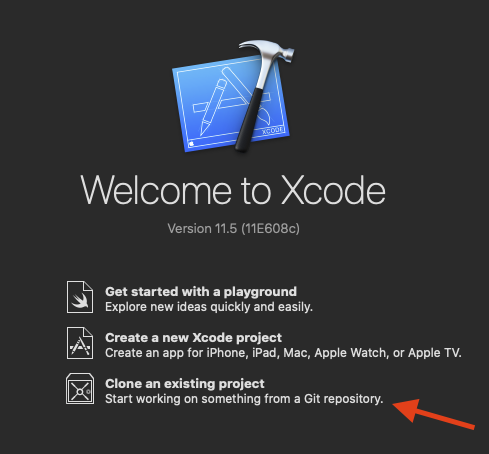 XCODE
Welcome to Xcode
Version 11.5 (11E608c)
Get started with a playground
Explore new ideas quickly and easily.
Create a new Xcode project
Create an app for iPhone, iPad, Mac, Apple Watch, or Apple TV.
Clone an existing project
Start working on something from a Git repository.